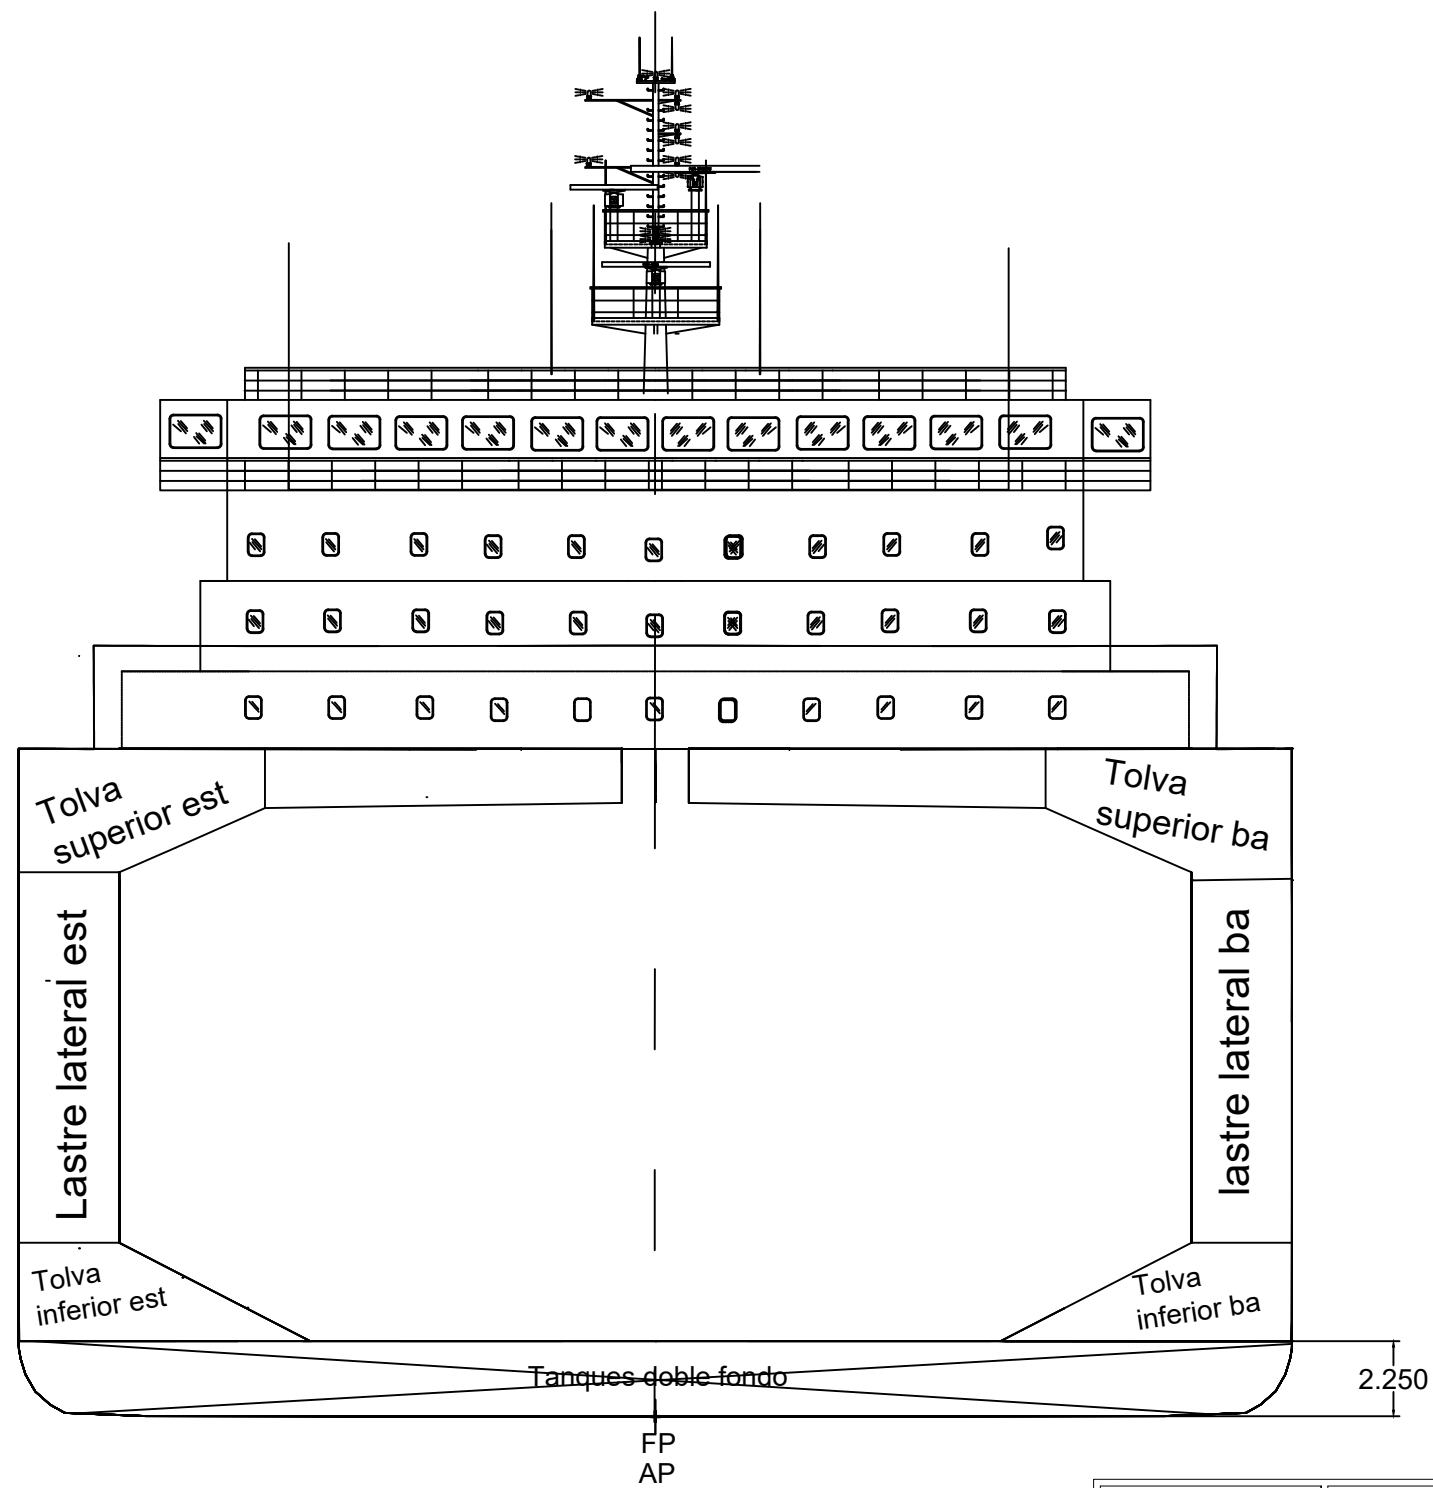 Tolva
superior est
Tolva
superior ba
Lastre lateral est
lastre lateral ba
Tolva
inferior est
Tolva
inferior ba
Tanques doble fondo
2.250
FP
AP